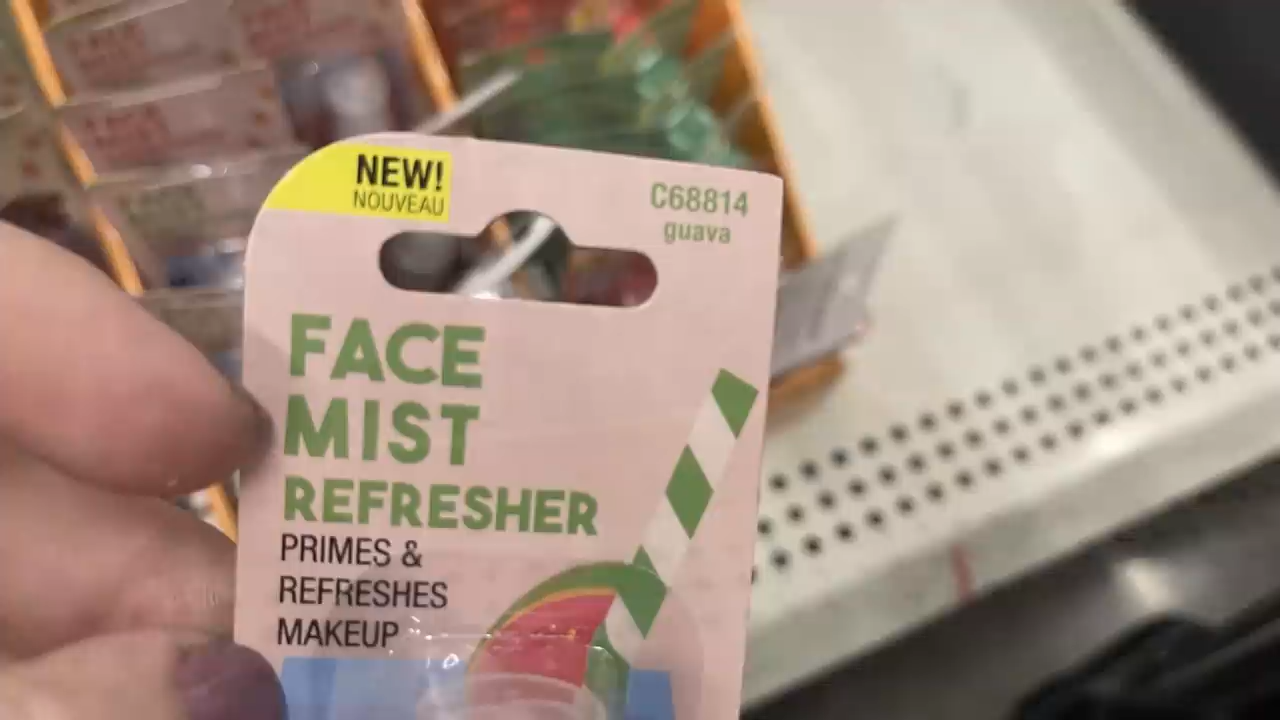 NEW!
NOUVEAU
C68814
guava
FACE
MIST
REFRESHER
PRIMES &
REFRESHES
MAKEUP